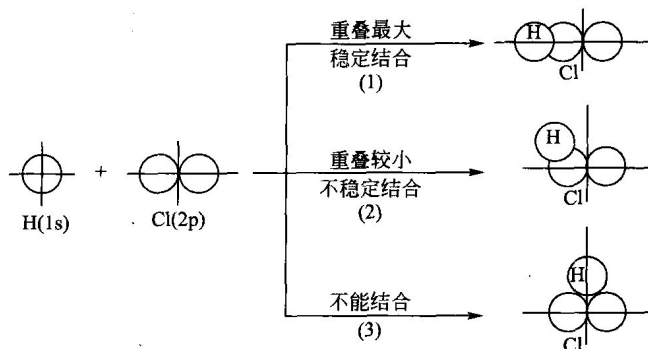 重叠最大
稳定结合
(1)
H
Cl
重叠较小
不稳定结合
(2)
H
Cl
+
H(1s)
Cl(2p)
不能结合
(3)
H
Cl